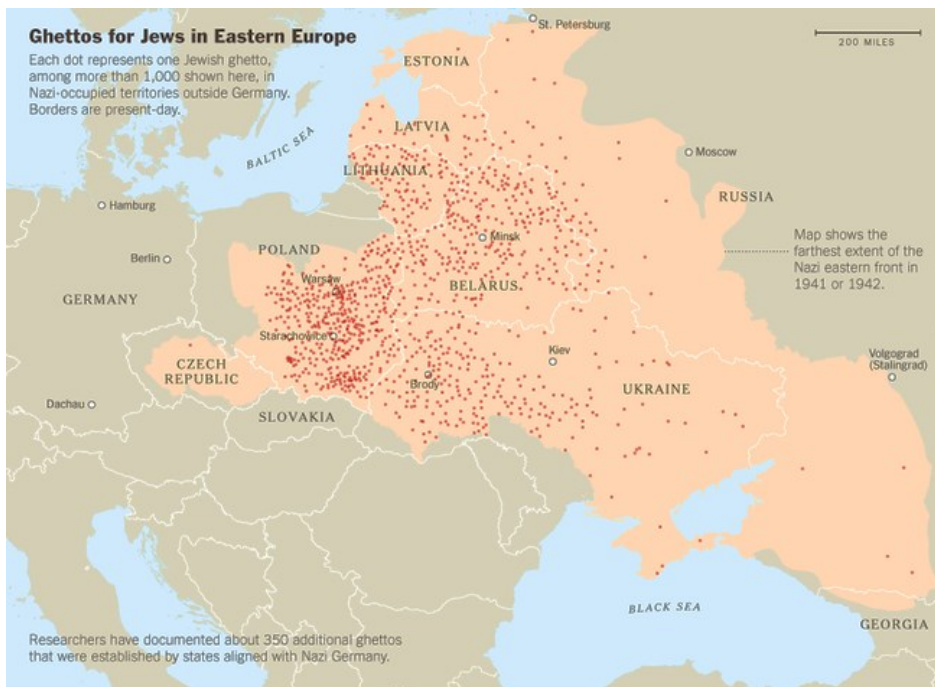 Ghettos for Jews in Eastern Europe
Each dot represents one Jewish ghetto,
among more than 1,000 shown here, in
Nazi-occupied territories outside Germany.
Borders are present-day.
St. Petersburg
200 MILES
ESTONIA
BALTIC SEA
LATVIA
Moscow
LITHUANIA
RUSSIA
Hamburg
Minsk
Map shows the
farthest extent of the
Nazi eastern front in
1941 or 1942.
POLAND
Berlin
Warsaw
BELARUS
GERMANY
Starachowice
Kiev
Volgograd
(Stalingrad)
CZECH
REPUBLIC
Brody
UKRAINE
Dachau
SLOVAKIA
BLACK SEA
GEORGIA
Researchers have documented about 350 additional ghettos
that were established by states aligned with Nazi Germany.